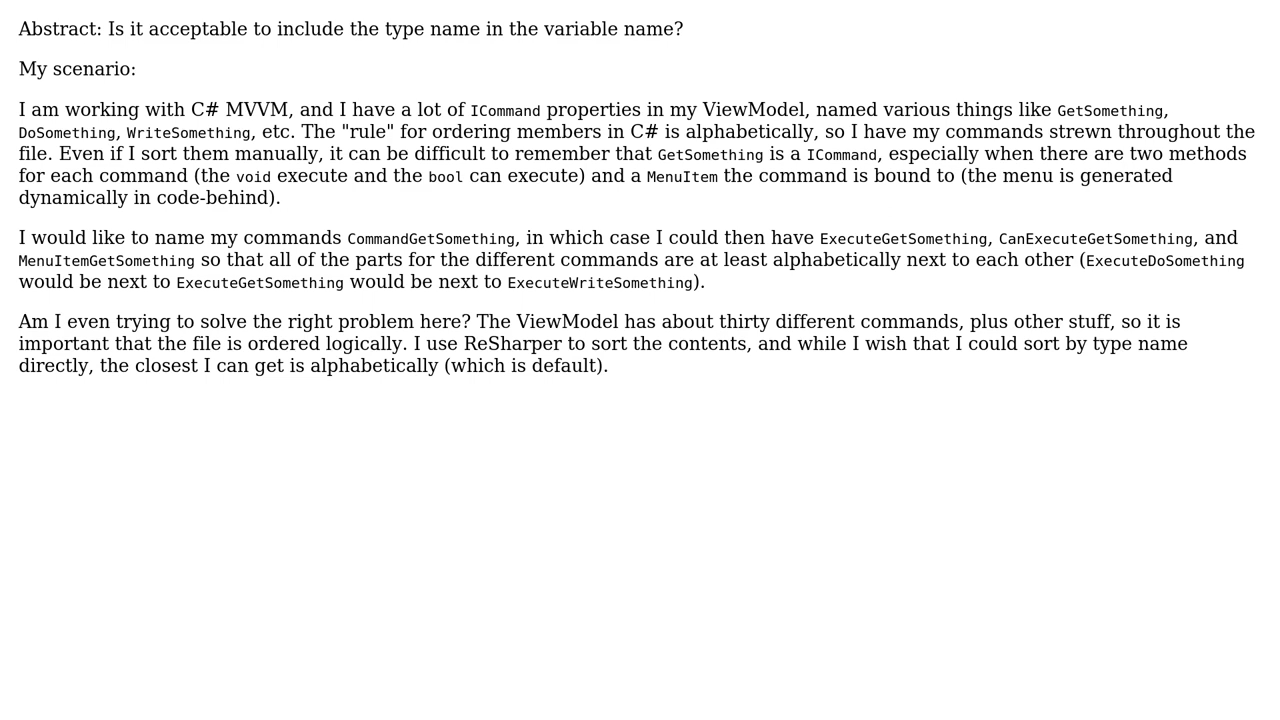 Abstract: Is it acceptable to include the type name in the variable name?
My scenario:
I am working with C# MVVM, and I have a lot of ICommand properties in my ViewModel, named various things like GetSomething,
DoSomething, WriteSomething, etc. The "rule" for ordering members in C# is alphabetically, so I have my commands strewn throughout the
file. Even if I sort them manually, it can be difficult to remember that GetSomething is a ICommand, especially when there are two methods
for each command (the void execute and the bool can execute) and a MenuItem the command is bound to (the menu is generated
dynamically in code-behind).
I would like to name my commands CommandGetSomething, in which case I could then have ExecuteGetSomething, CanExecuteGetSomething, and
MenuItemGetSomething so that all of the parts for the different commands are at least alphabetically next to each other (ExecuteDoSomething
would be next to ExecuteGetSomething would be next to ExecuteWriteSomething).
Am I even trying to solve the right problem here? The ViewModel has about thirty different commands, plus other stuff, so it is
important that the file is ordered logically. I use ReSharper to sort the contents, and while I wish that I could sort by type name
directly, the closest I can get is alphabetically (which is default).